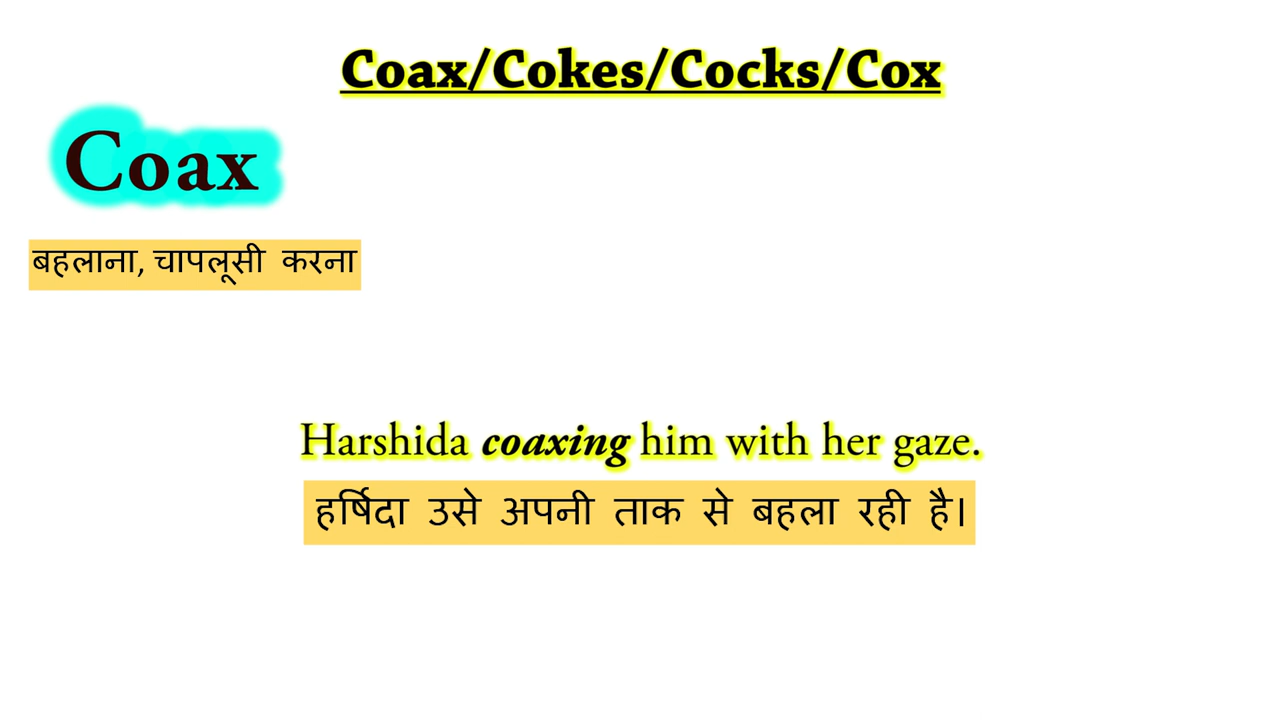 Coax/Cokes/Cocks/Cox
Coax
बहलाना, चापलूसी करना
Harshida coaxing him with her gaze.
हर्षिदा उसे अपनी ताक से बहला रही है।